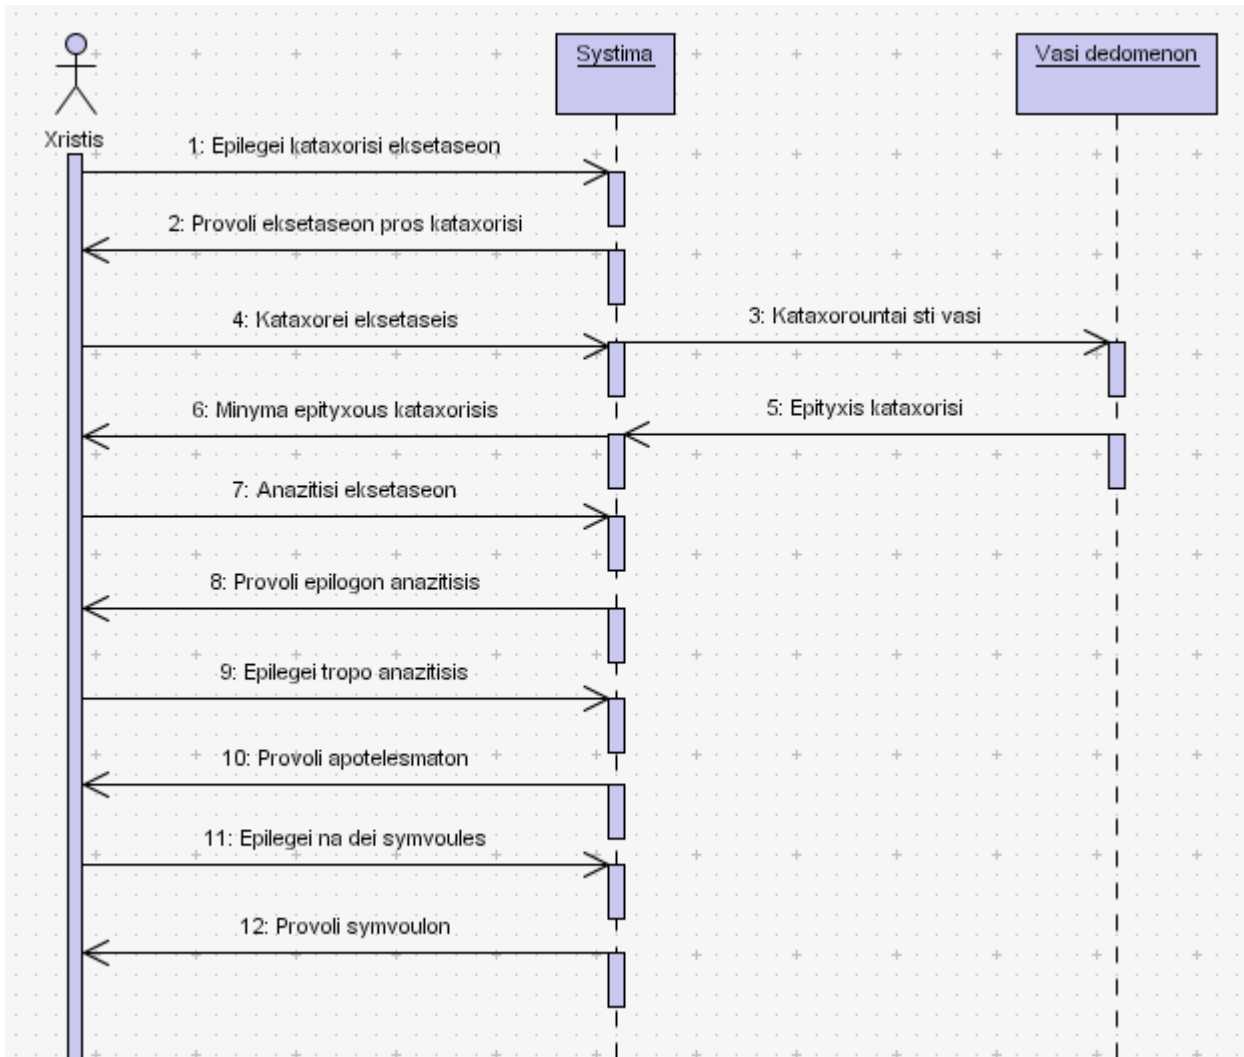 Systima
Vasi dedomenon
Xristis
1: Epilegei kataxorisi eksetaseon
2: Provoli eksetaseon pros kataxorisi
4: Kataxorei eksetaseis
3: Kataxorountai sti vasi
6: Minyma epityxous kataxorisis
5: Epityxis kataxorisi
7: Anazitisi eksetaseon
8: Provoli epilogon anazitisis
9: Epilegei tropo anazitisis
10: Provoli apotelesmaton
11: Epilegei na dei symvoules
12: Provoli symvoulon